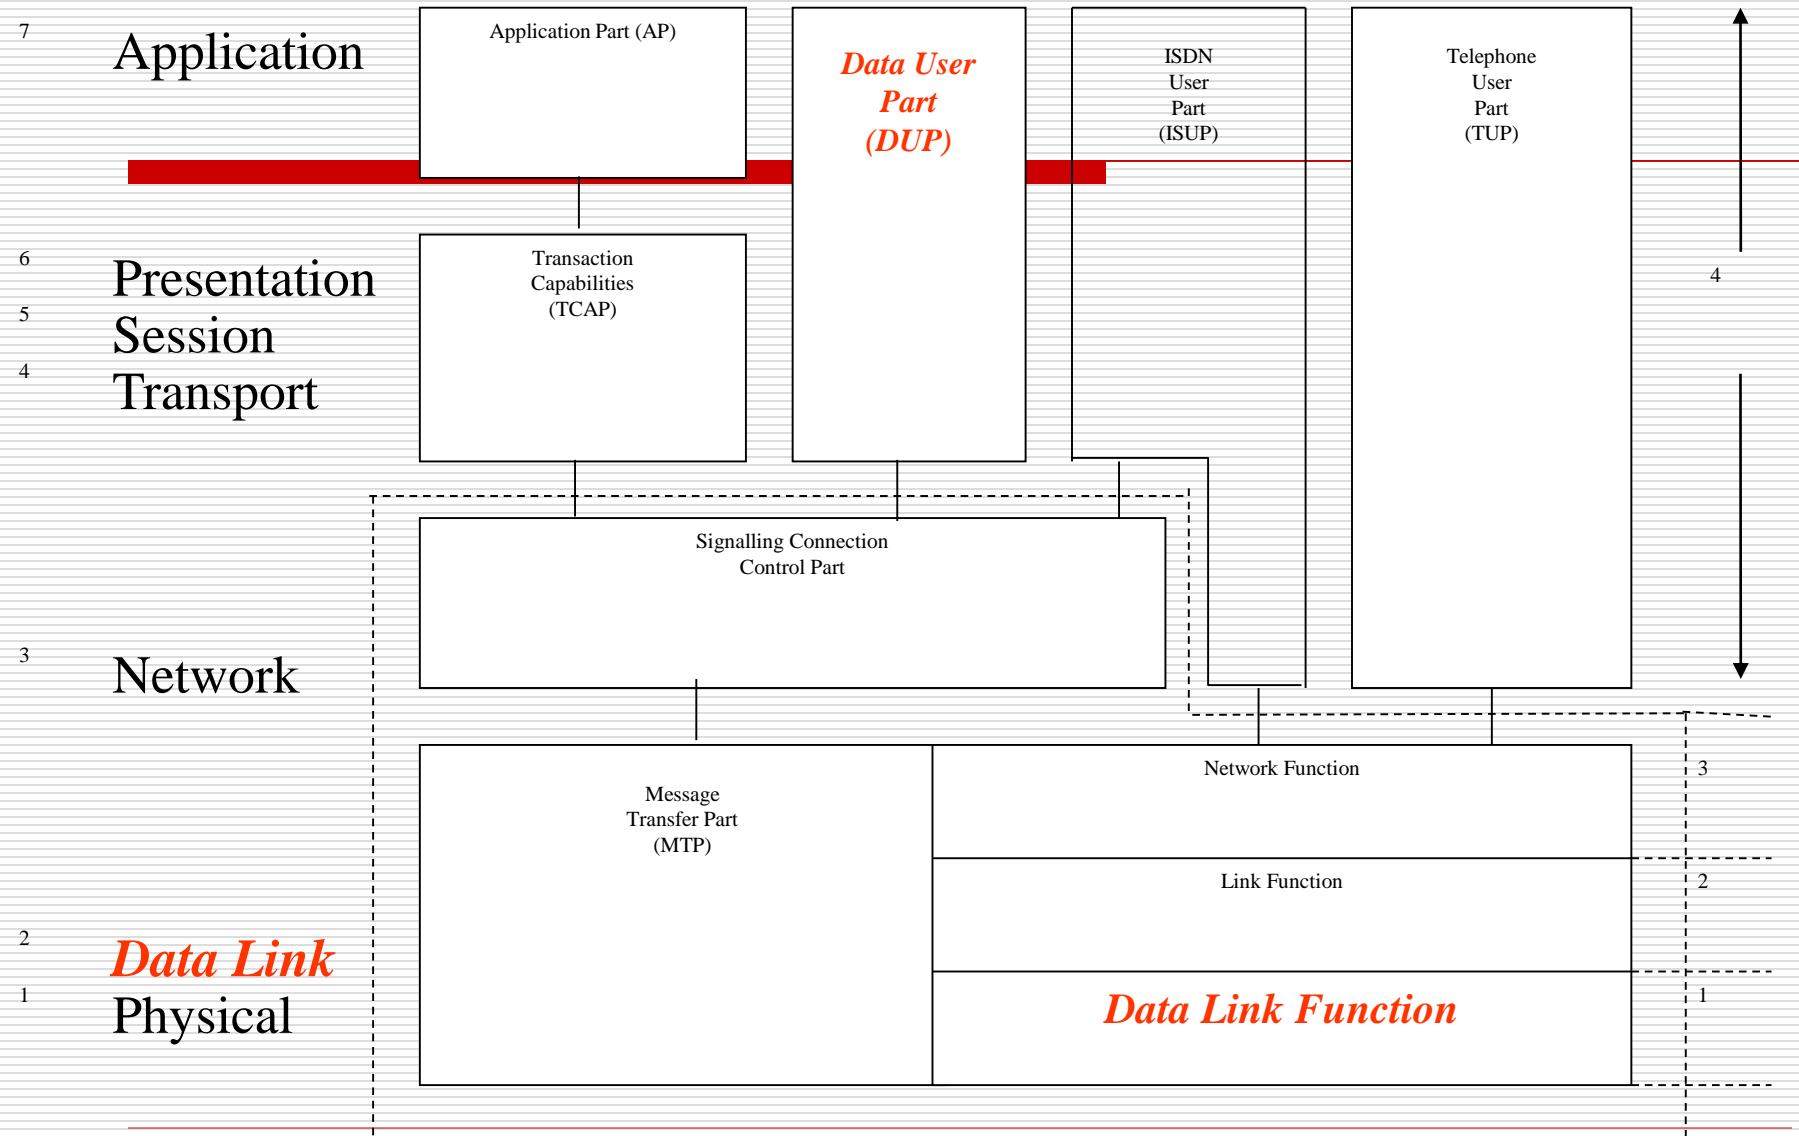 7
Application
Application Part (AP)
Data User
Part
(DUP)
ISDN
User
Part
(ISUP)
Telephone
User
Part
(TUP)
6
Presentation
5
Session
4
Transport
Transaction
Capabilities
(TCAP)
4
Signalling Connection
Control Part
3
Network
Message
Transfer Part
(MTP)
Network Function
3
Link Function
2
2
Data Link
1
Physical
Data Link Function
1